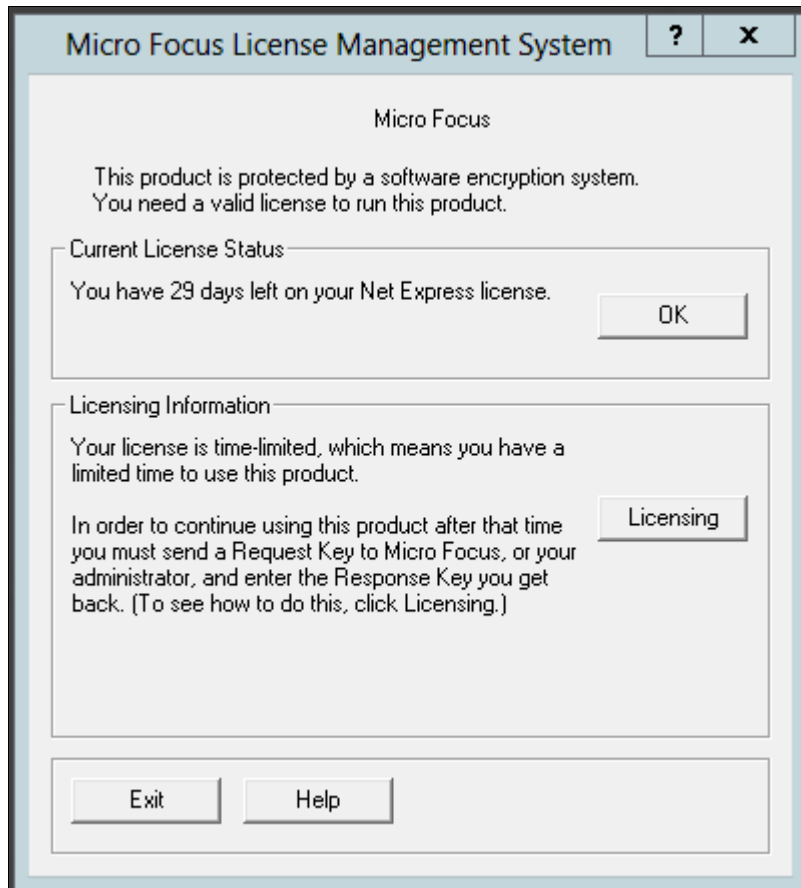 Micro Focus License Management System
?
x
Micro Focus
This product is protected by a software encryption system.
You need a valid license to run this product.
Current License Status
You have 29 days left on your Net Express license.
OK
Licensing Information
Your license is time-limited, which means you have a
limited time to use this product.
In order to continue using this product after that time
you must send a Request Key to Micro Focus, or your
administrator, and enter the Response Key you get
back. (To see how to do this, click Licensing.)
Licensing
Exit
Help